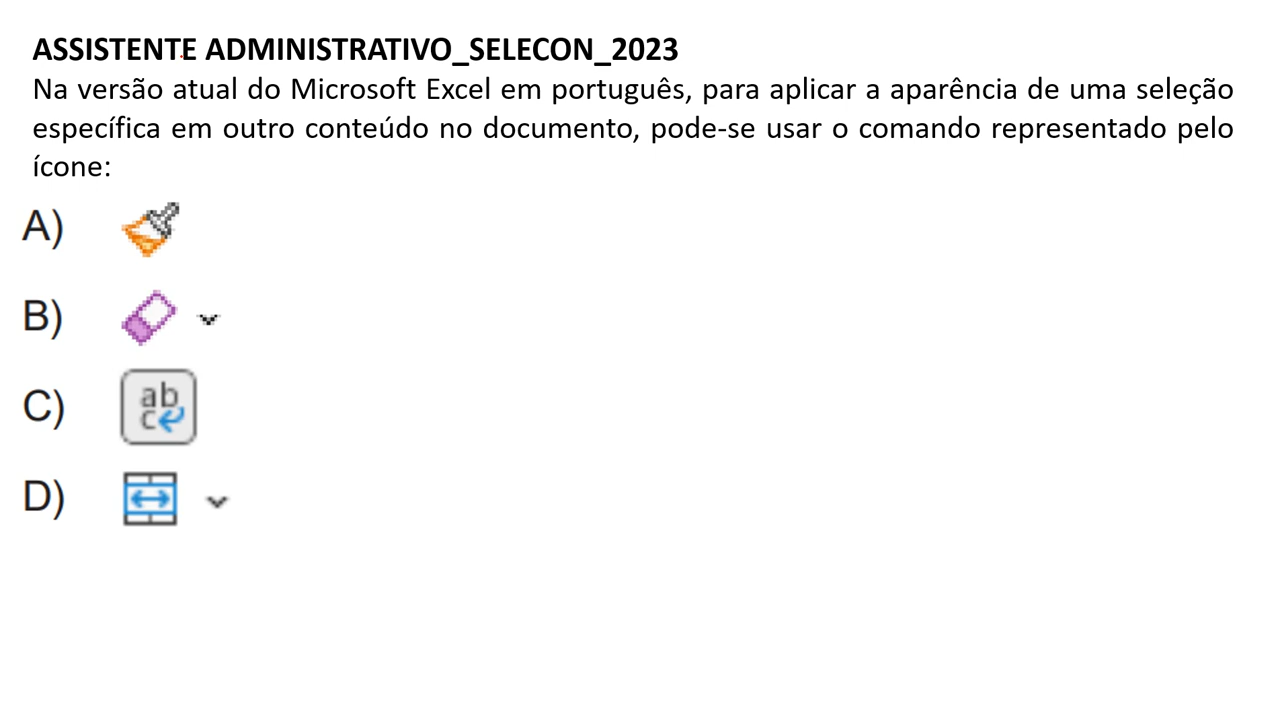 ASSISTENTE ADMINISTRATIVO_SELECON_2023
Na versão atual do Microsoft Excel em português, para aplicar a aparência de uma seleção
específica em outro conteúdo no documento, pode-se usar o comando representado pelo
ícone:
A)
B)
C) ab
c
D)